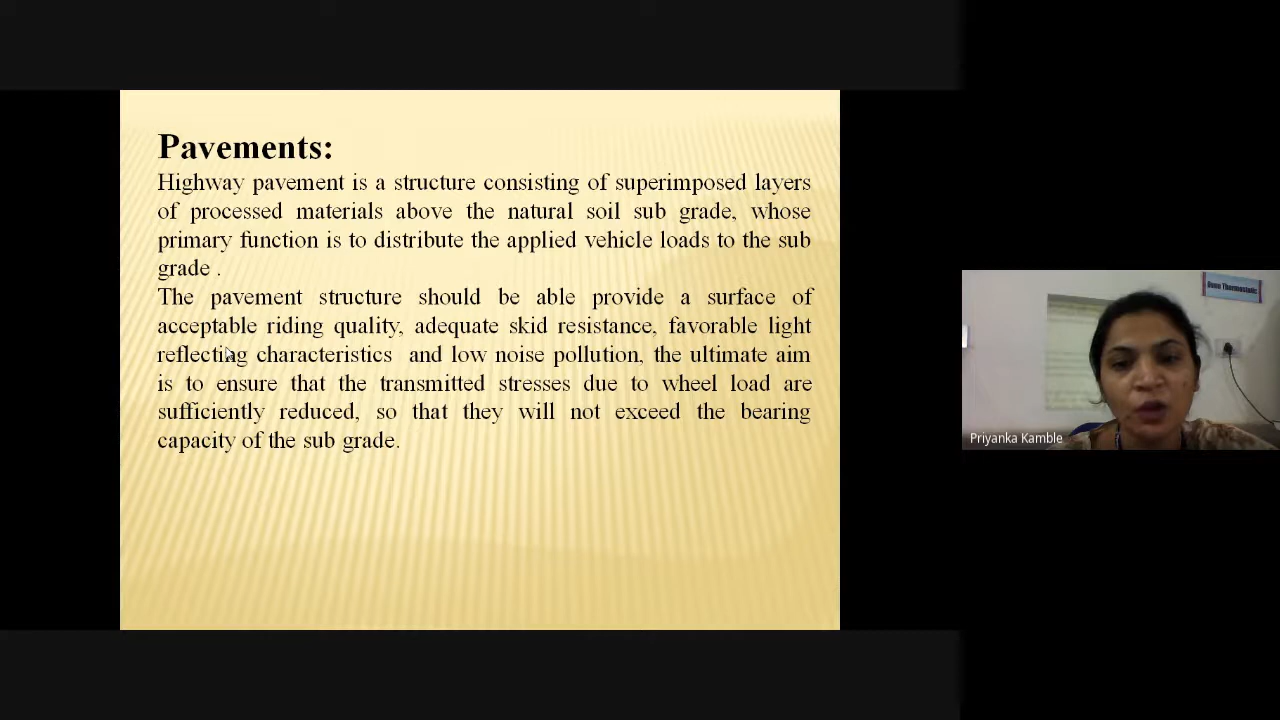 Pavements:
Highway pavement is a structure consisting of superimposed layers
of processed materials above the natural soil sub grade, whose
primary function is to distribute the applied vehicle loads to the sub
grade .
The pavement structure should be able provide a surface of
acceptable riding quality, adequate skid resistance, favorable light
reflecting characteristics and low noise pollution, the ultimate aim
is to ensure that the transmitted stresses due to wheel load are
sufficiently reduced, so that they will not exceed the bearing
capacity of the sub grade.
Priyanka Kamble